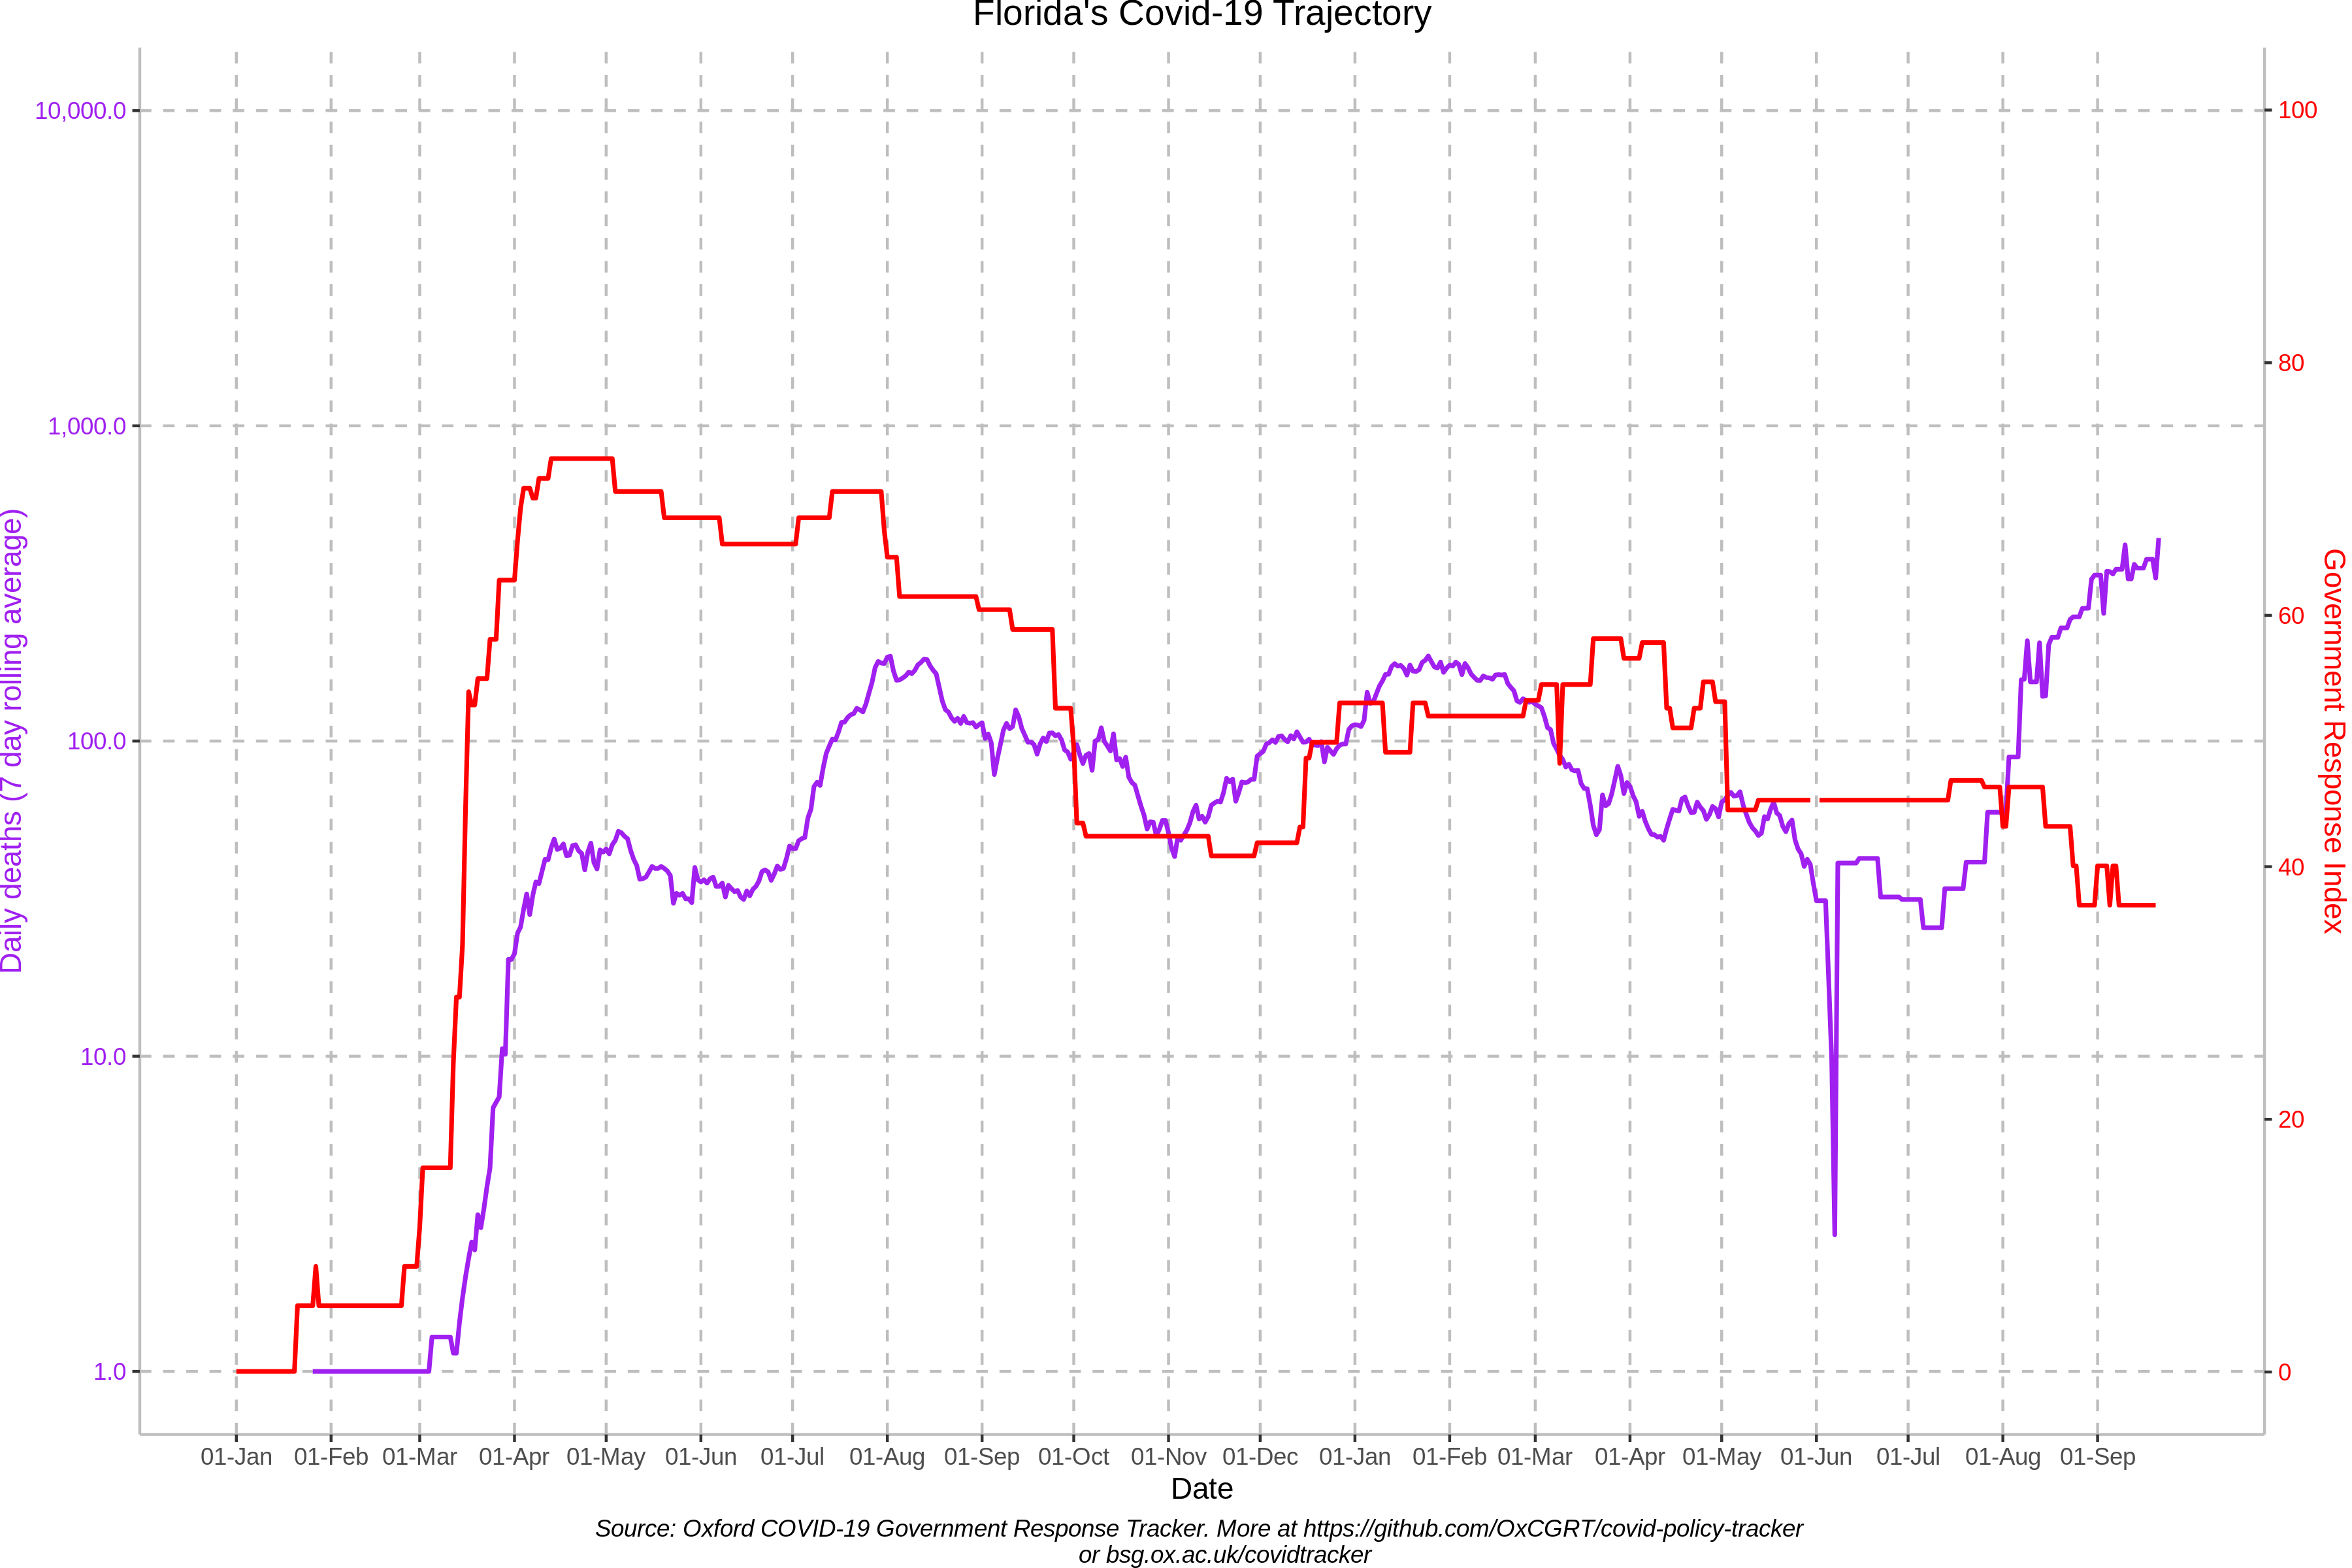 Florida's Covid-19 Trajectory
10,000.0
1,000.0
100.0
10.0
1.0
Daily deaths (7 day rolling average)
100
80
60
40
20
0
Government Response Index
01-Jan 01-Feb 01-Mar 01-Apr 01-May 01-Jun 01-Jul 01-Aug 01-Sep 01-Oct 01-Nov 01-Dec 01-Jan 01-Feb 01-Mar 01-Apr 01-May 01-Jun 01-Jul 01-Aug 01-Sep
Date
Source: Oxford COVID-19 Government Response Tracker. More at https://github.com/OxCGRT/covid-policy-tracker
or bsg.ox.ac.uk/covidtracker